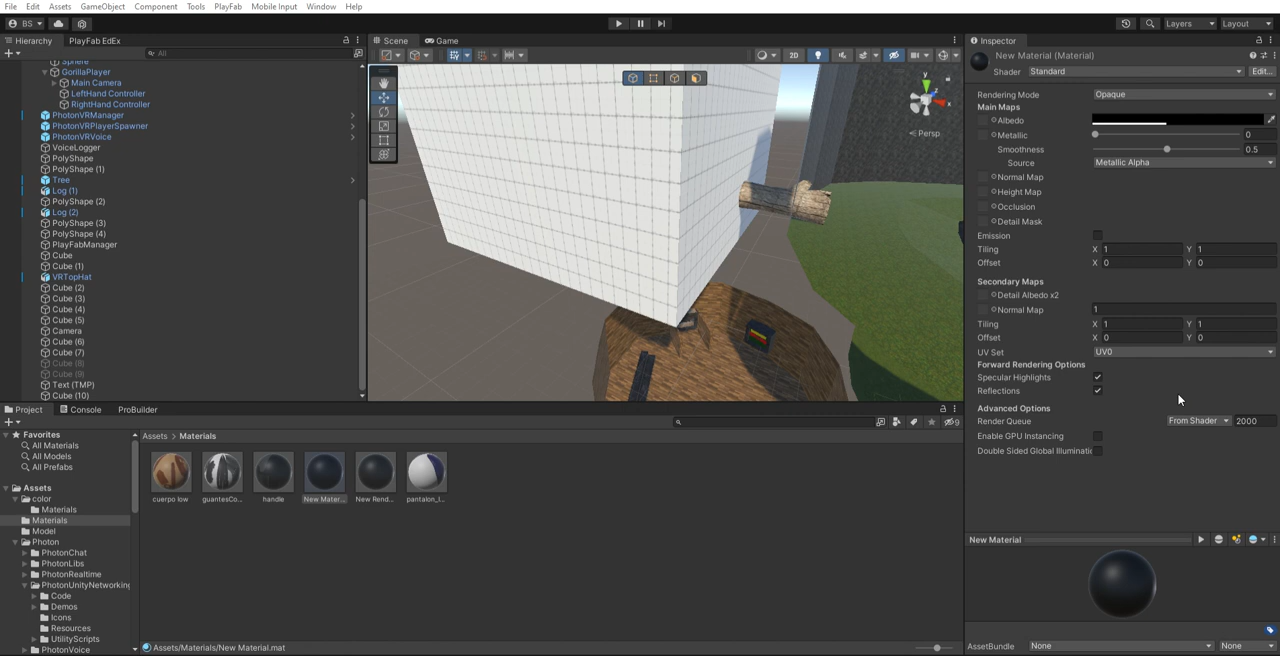 File Edit Assets GameObject Component Tools PlayFab Mobile Input Window Help
BS Layers Layout
Hierarchy PlayFab EdEx
All
Sphere
GorillaPlayer
Main Camera
LeftHand Controller
RightHand Controller
PhotonVRManager
PhotonVRPlayerSpawner
PhotonVRVoice
VoiceLogger
PolyShape
PolyShape (1)
Tree
Log (1)
PolyShape (2)
Log (2)
PolyShape (3)
PolyShape (4)
PlayFabManager
Cube
Cube (1)
VRTopHat
Cube (2)
Cube (3)
Cube (4)
Cube (5)
Camera
Cube (6)
Cube (7)
Cube (8)
Cube (9)
Text (TMP)
Cube (10)
Scene Game
2D
y
x
Persp
Project Console ProBuilder
9
Favorites
All Materials
All Models
All Prefabs
Assets
color
Materials
Materials
Model
Photon
PhotonChat
PhotonLibs
PhotonRealtime
PhotonUnityNetworking
Code
Demos
Icons
Resources
UtilityScripts
PhotonVoice
Assets > Materials
cuerpo low guantesCo... handle New Mater... New Rend... pantalon_l...
Assets/Materials/New Material.mat
Inspector
New Material (Material)
Shader Standard Edit...
Rendering Mode Opaque
Main Maps
Albedo
Metallic 0
Smoothness 0.5
Source Metallic Alpha
Normal Map
Height Map
Occlusion
Detail Mask
Emission
Tiling X 1 Y 1
Offset X 0 Y 0
Secondary Maps
Detail Albedo x2
Normal Map 1
Tiling X 1 Y 1
Offset X 0 Y 0
UV Set UV0
Forward Rendering Options
Specular Highlights
Reflections
Advanced Options
Render Queue From Shader 2000
Enable GPU Instancing
Double Sided Global Illuminati
New Material
AssetBundle None None